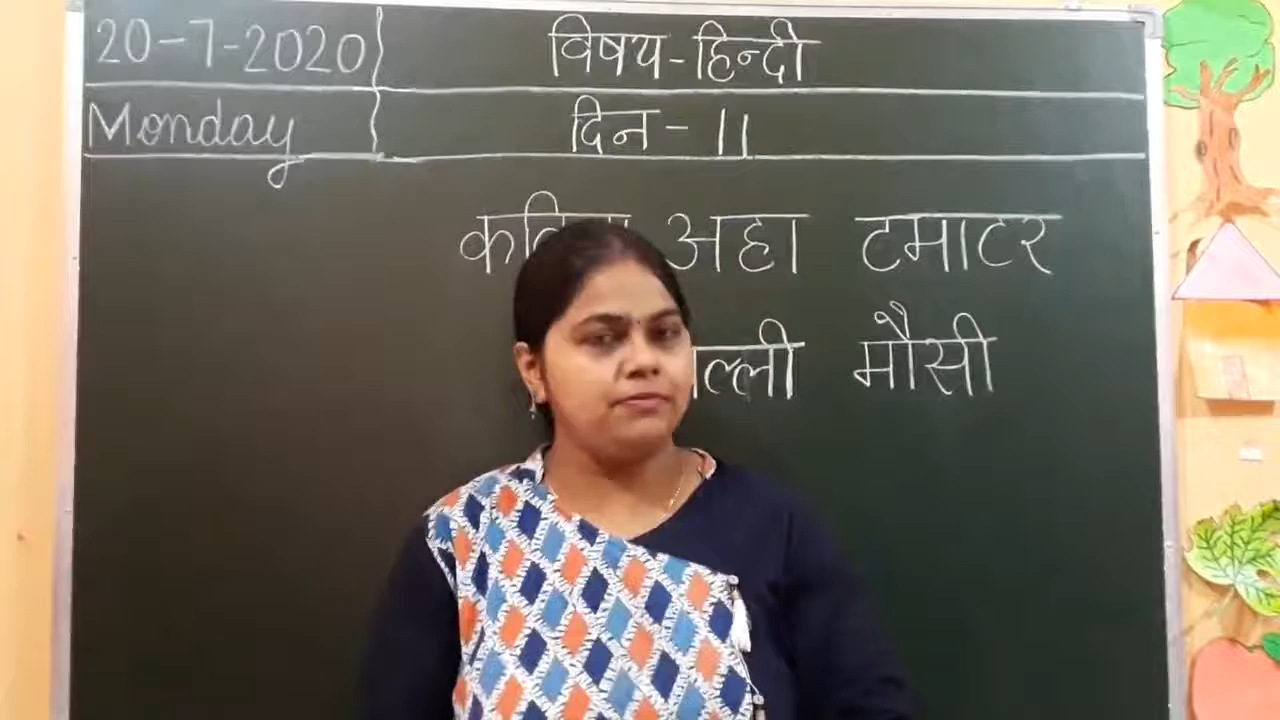 20-7-2020
विषय-हिन्दी
Monday
दिन-11
अहा टमाटर
मौसी